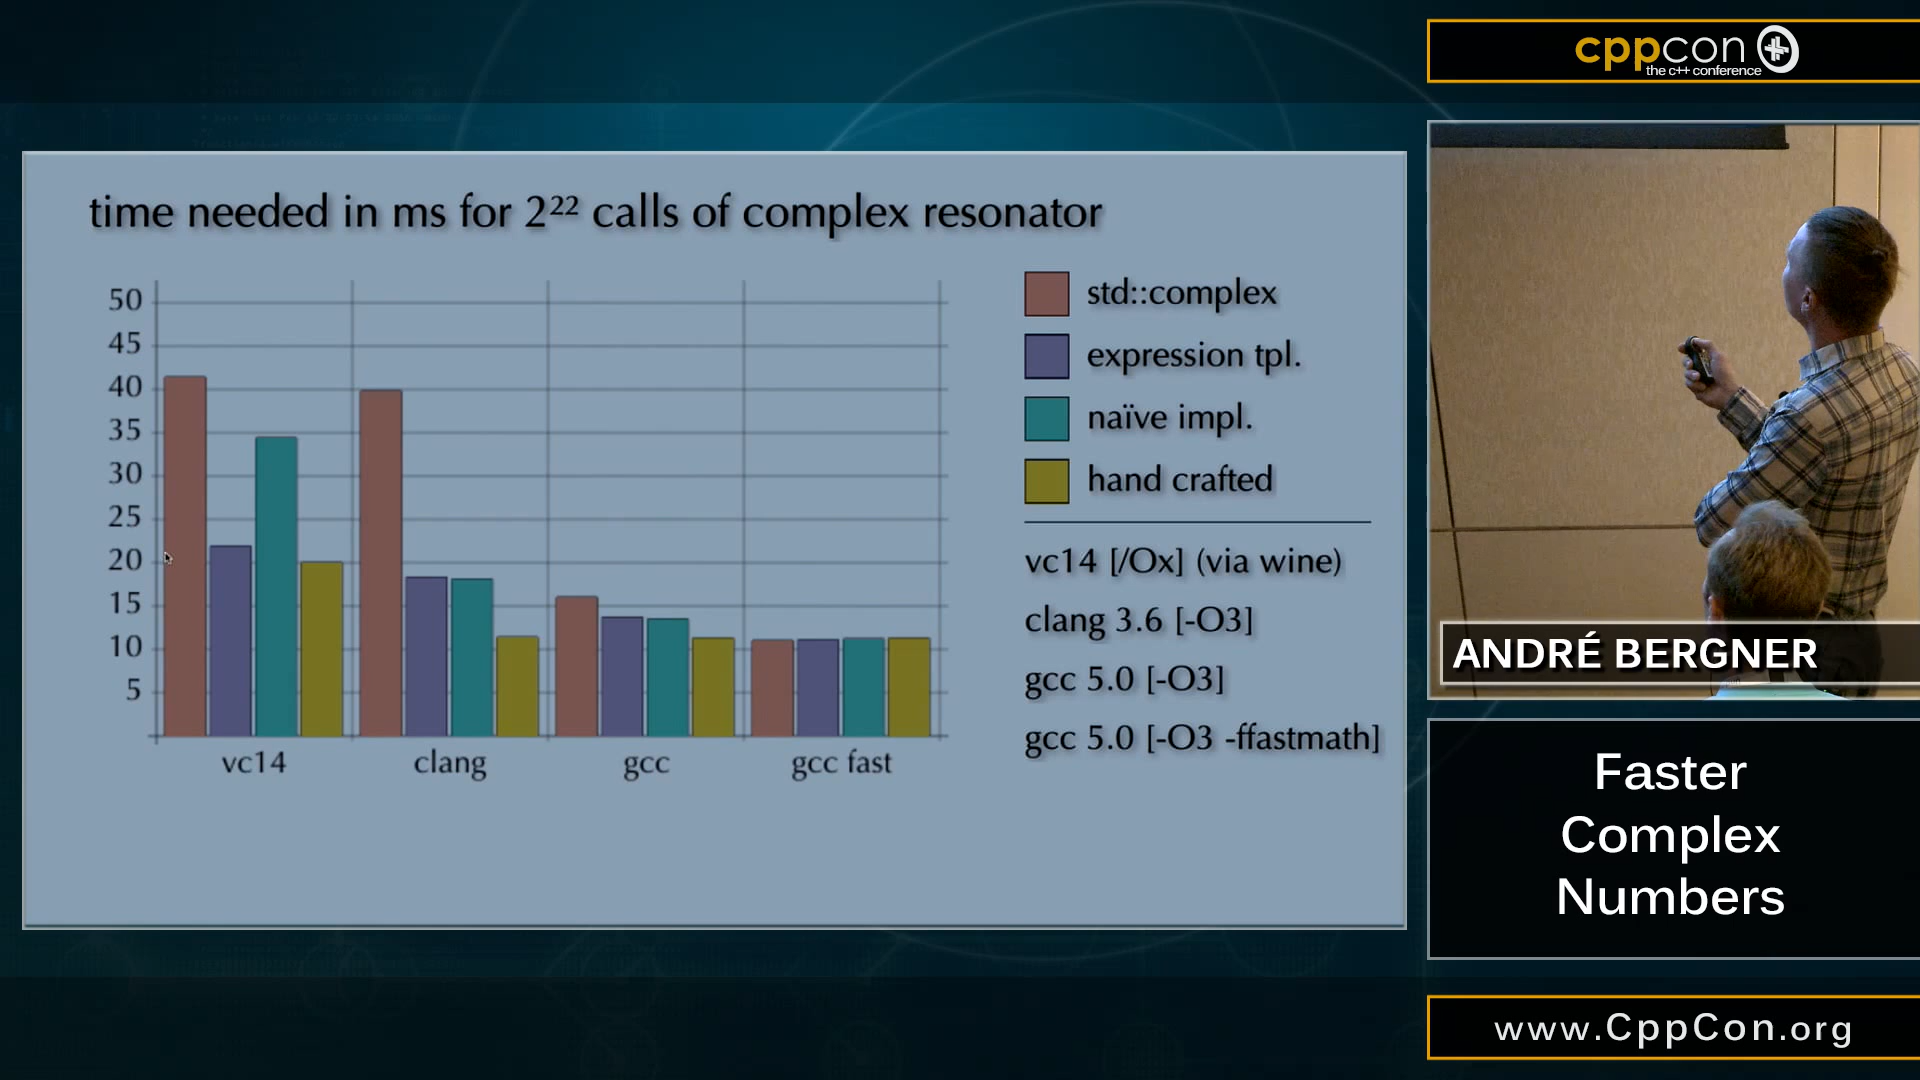 cppcon
the c++ conference
time needed in ms for 2²² calls of complex resonator
50
45
40
35
30
25
20
15
10
5
vc14
clang
gcc
gcc fast
std::complex
expression tpl.
naïve impl.
hand crafted
vc14 [/Ox] (via wine)
clang 3.6 [-O3]
gcc 5.0 [-O3]
gcc 5.0 [-O3 -ffastmath]
ANDRÉ BERGNER
Faster
Complex
Numbers
www.CppCon.org